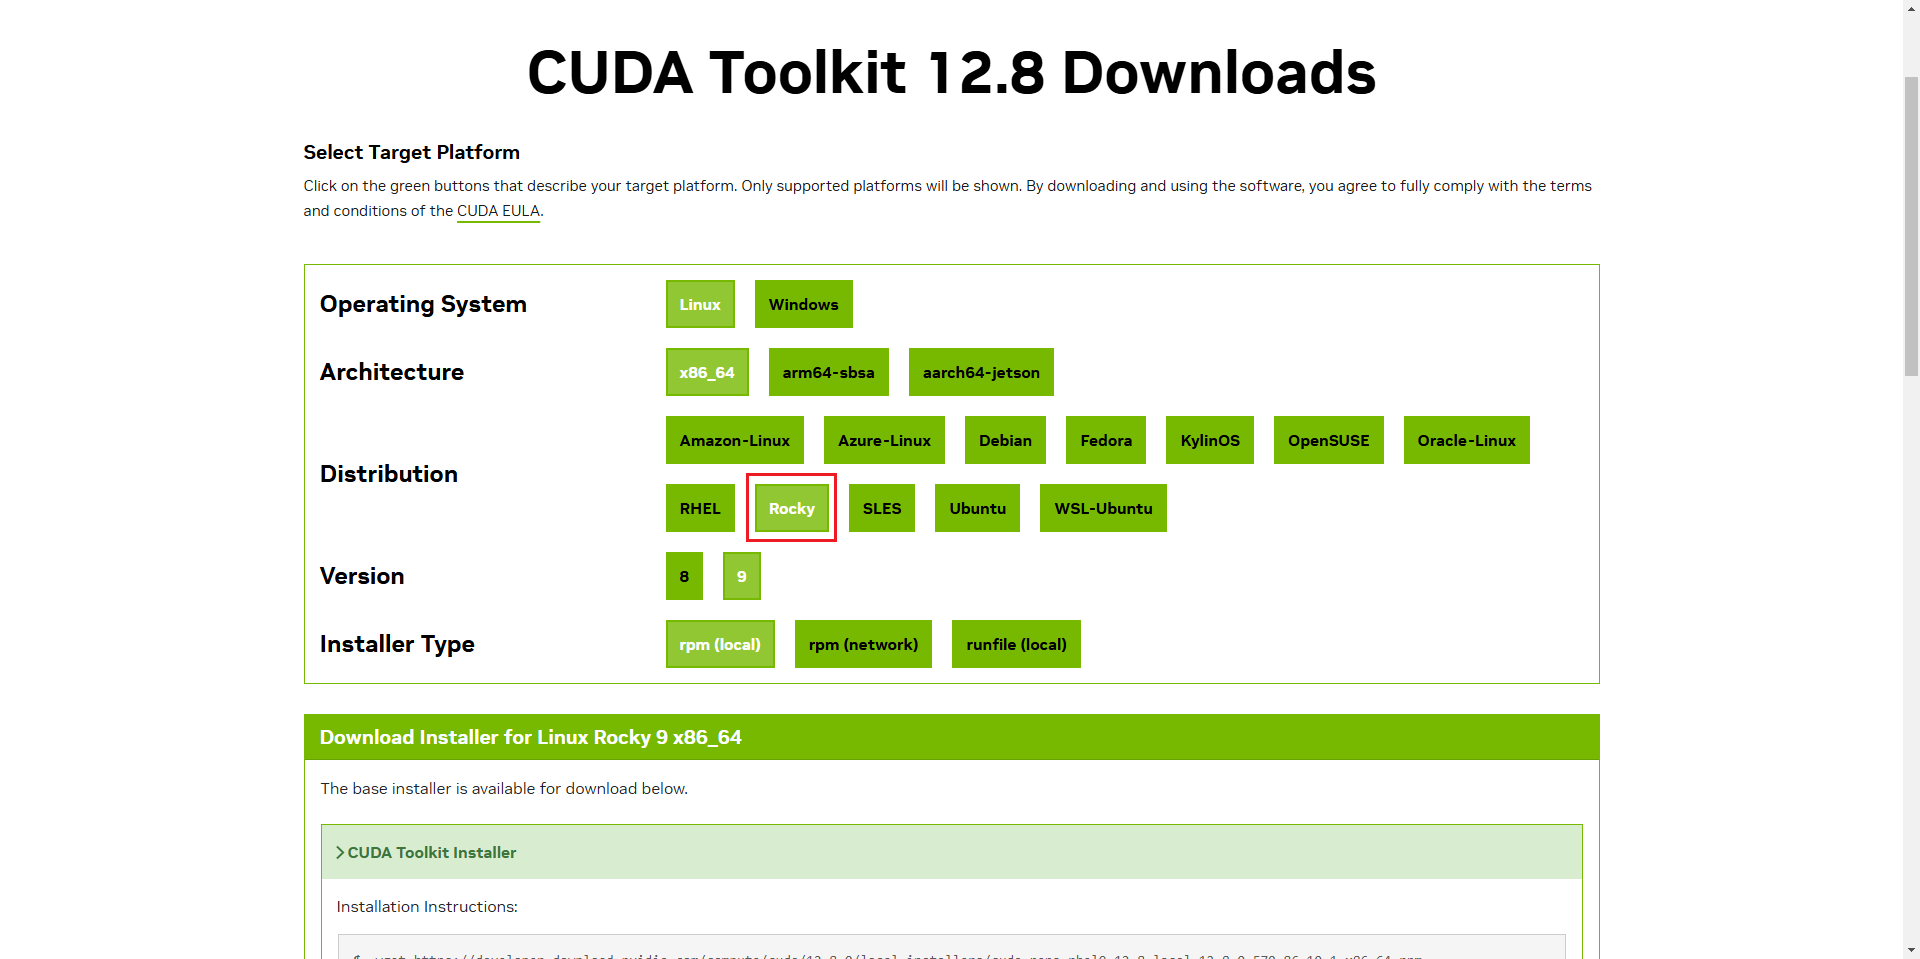 CUDA Toolkit 12.8 Downloads
Select Target Platform
Click on the green buttons that describe your target platform. Only supported platforms will be shown. By downloading and using the software, you agree to fully comply with the terms
and conditions of the CUDA EULA.
Operating System
Linux Windows
Architecture
x86_64 arm64-sbsa aarch64-jetson
Distribution
Amazon-Linux Azure-Linux Debian Fedora KylinOS OpenSUSE Oracle-Linux
RHEL Rocky SLES Ubuntu WSL-Ubuntu
Version
8 9
Installer Type
rpm (local) rpm (network) runfile (local)
Download Installer for Linux Rocky 9 x86_64
The base installer is available for download below.
CUDA Toolkit Installer
Installation Instructions: